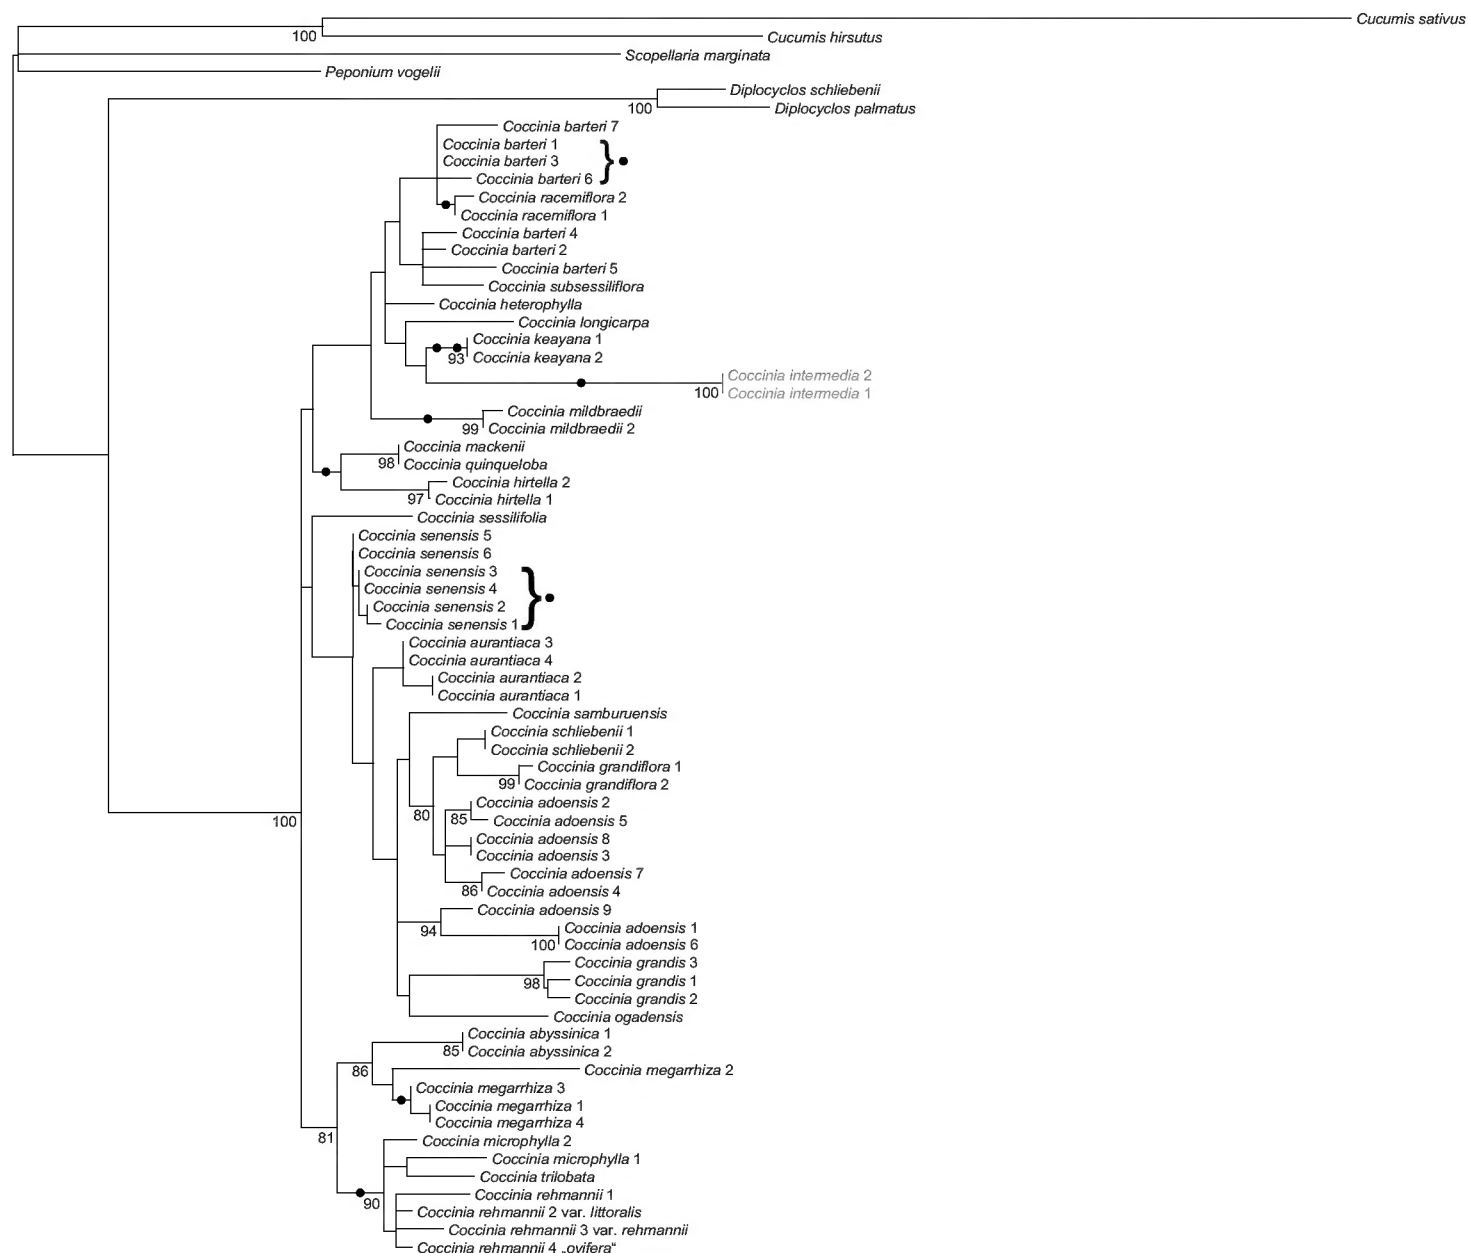 Cucumis sativus
100
Cucumis hirsutus
Scopellaria marginata
Peponium vogelii
Diplocyclos schliebenii
100
Diplocyclos palmatus
Coccinia barteri 7
Coccinia barteri 1
Coccinia barteri 3
Coccinia barteri 6
Coccinia racemiflora 2
Coccinia racemiflora 1
Coccinia barteri 4
Coccinia barteri 2
Coccinia barteri 5
Coccinia subsessiliflora
Coccinia heterophylla
Coccinia longicarpa
Coccinia keayana 1
93 Coccinia keayana 2
Coccinia intermedia 2
100 Coccinia intermedia 1
Coccinia mildbraedii
99 Coccinia mildbraedii 2
Coccinia mackenii
98 Coccinia quinqueloba
Coccinia hirtella 2
97 Coccinia hirtella 1
Coccinia sessilifolia
Coccinia senensis 5
Coccinia senensis 6
Coccinia senensis 3
Coccinia senensis 4
Coccinia senensis 2
Coccinia senensis 1
Coccinia aurantiaca 3
Coccinia aurantiaca 4
Coccinia aurantiaca 2
Coccinia aurantiaca 1
Coccinia samburuensis
Coccinia schliebenii 1
Coccinia schliebenii 2
Coccinia grandiflora 1
99 Coccinia grandiflora 2
Coccinia adoensis 2
80
85 Coccinia adoensis 5
100
Coccinia adoensis 8
Coccinia adoensis 3
Coccinia adoensis 7
86 Coccinia adoensis 4
Coccinia adoensis 9
94
Coccinia adoensis 1
100 Coccinia adoensis 6
Coccinia grandis 3
98 Coccinia grandis 1
Coccinia grandis 2
Coccinia ogadensis
Coccinia abyssinica 1
85 Coccinia abyssinica 2
86
Coccinia megarrhiza 2
Coccinia megarrhiza 3
Coccinia megarrhiza 1
Coccinia megarrhiza 4
81
Coccinia microphylla 2
Coccinia microphylla 1
Coccinia trilobata
Coccinia rehmannii 1
90
Coccinia rehmannii 2 var. littoralis
Coccinia rehmannii 3 var. rehmannii
Coccinia rehmannii 4 „ovifera“